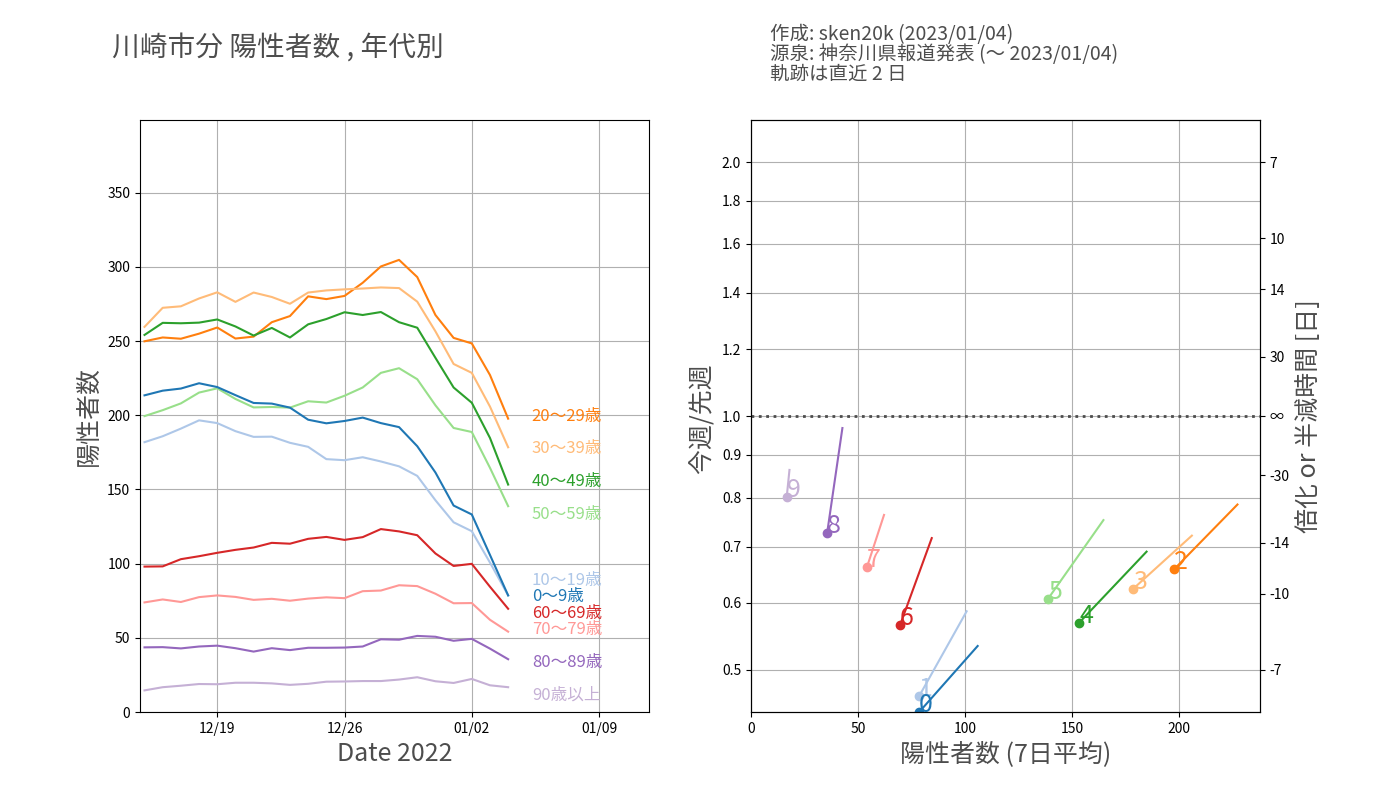 川崎市分 陽性者数 , 年代別
作成: sken20k (2023/01/04)
源泉: 神奈川県報道発表 (〜 2023/01/04)
軌跡は直近 2 日
陽性者数
350
300
250
200
150
100
50
0
12/19
12/26
01/02
01/09
Date 2022
20〜29歳
30〜39歳
40〜49歳
50〜59歳
10〜19歳
0〜9歳
60〜69歳
70〜79歳
80〜89歳
90歳以上
今週/先週
2.0
1.8
1.6
1.4
1.2
1.0
0.9
0.8
0.7
0.6
0.5
9
8
7
6
5
4
3
2
1
0
0
50
100
150
200
陽性者数 (7日平均)
7
10
14
30
∞
-30
-14
-10
-7
倍化 or 半減時間 [日]